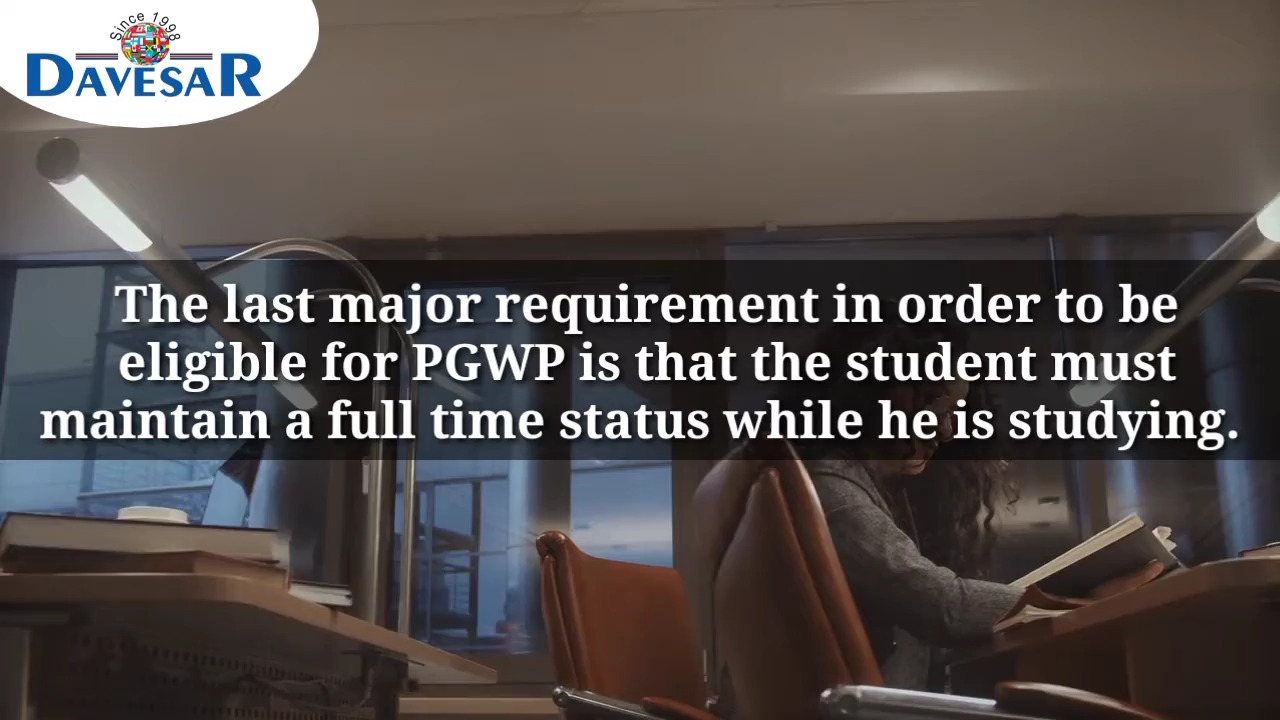 Since 1998
DAVESAR
The last major requirement in order to be
eligible for PGWP is that the student must
maintain a full time status while he is studying.